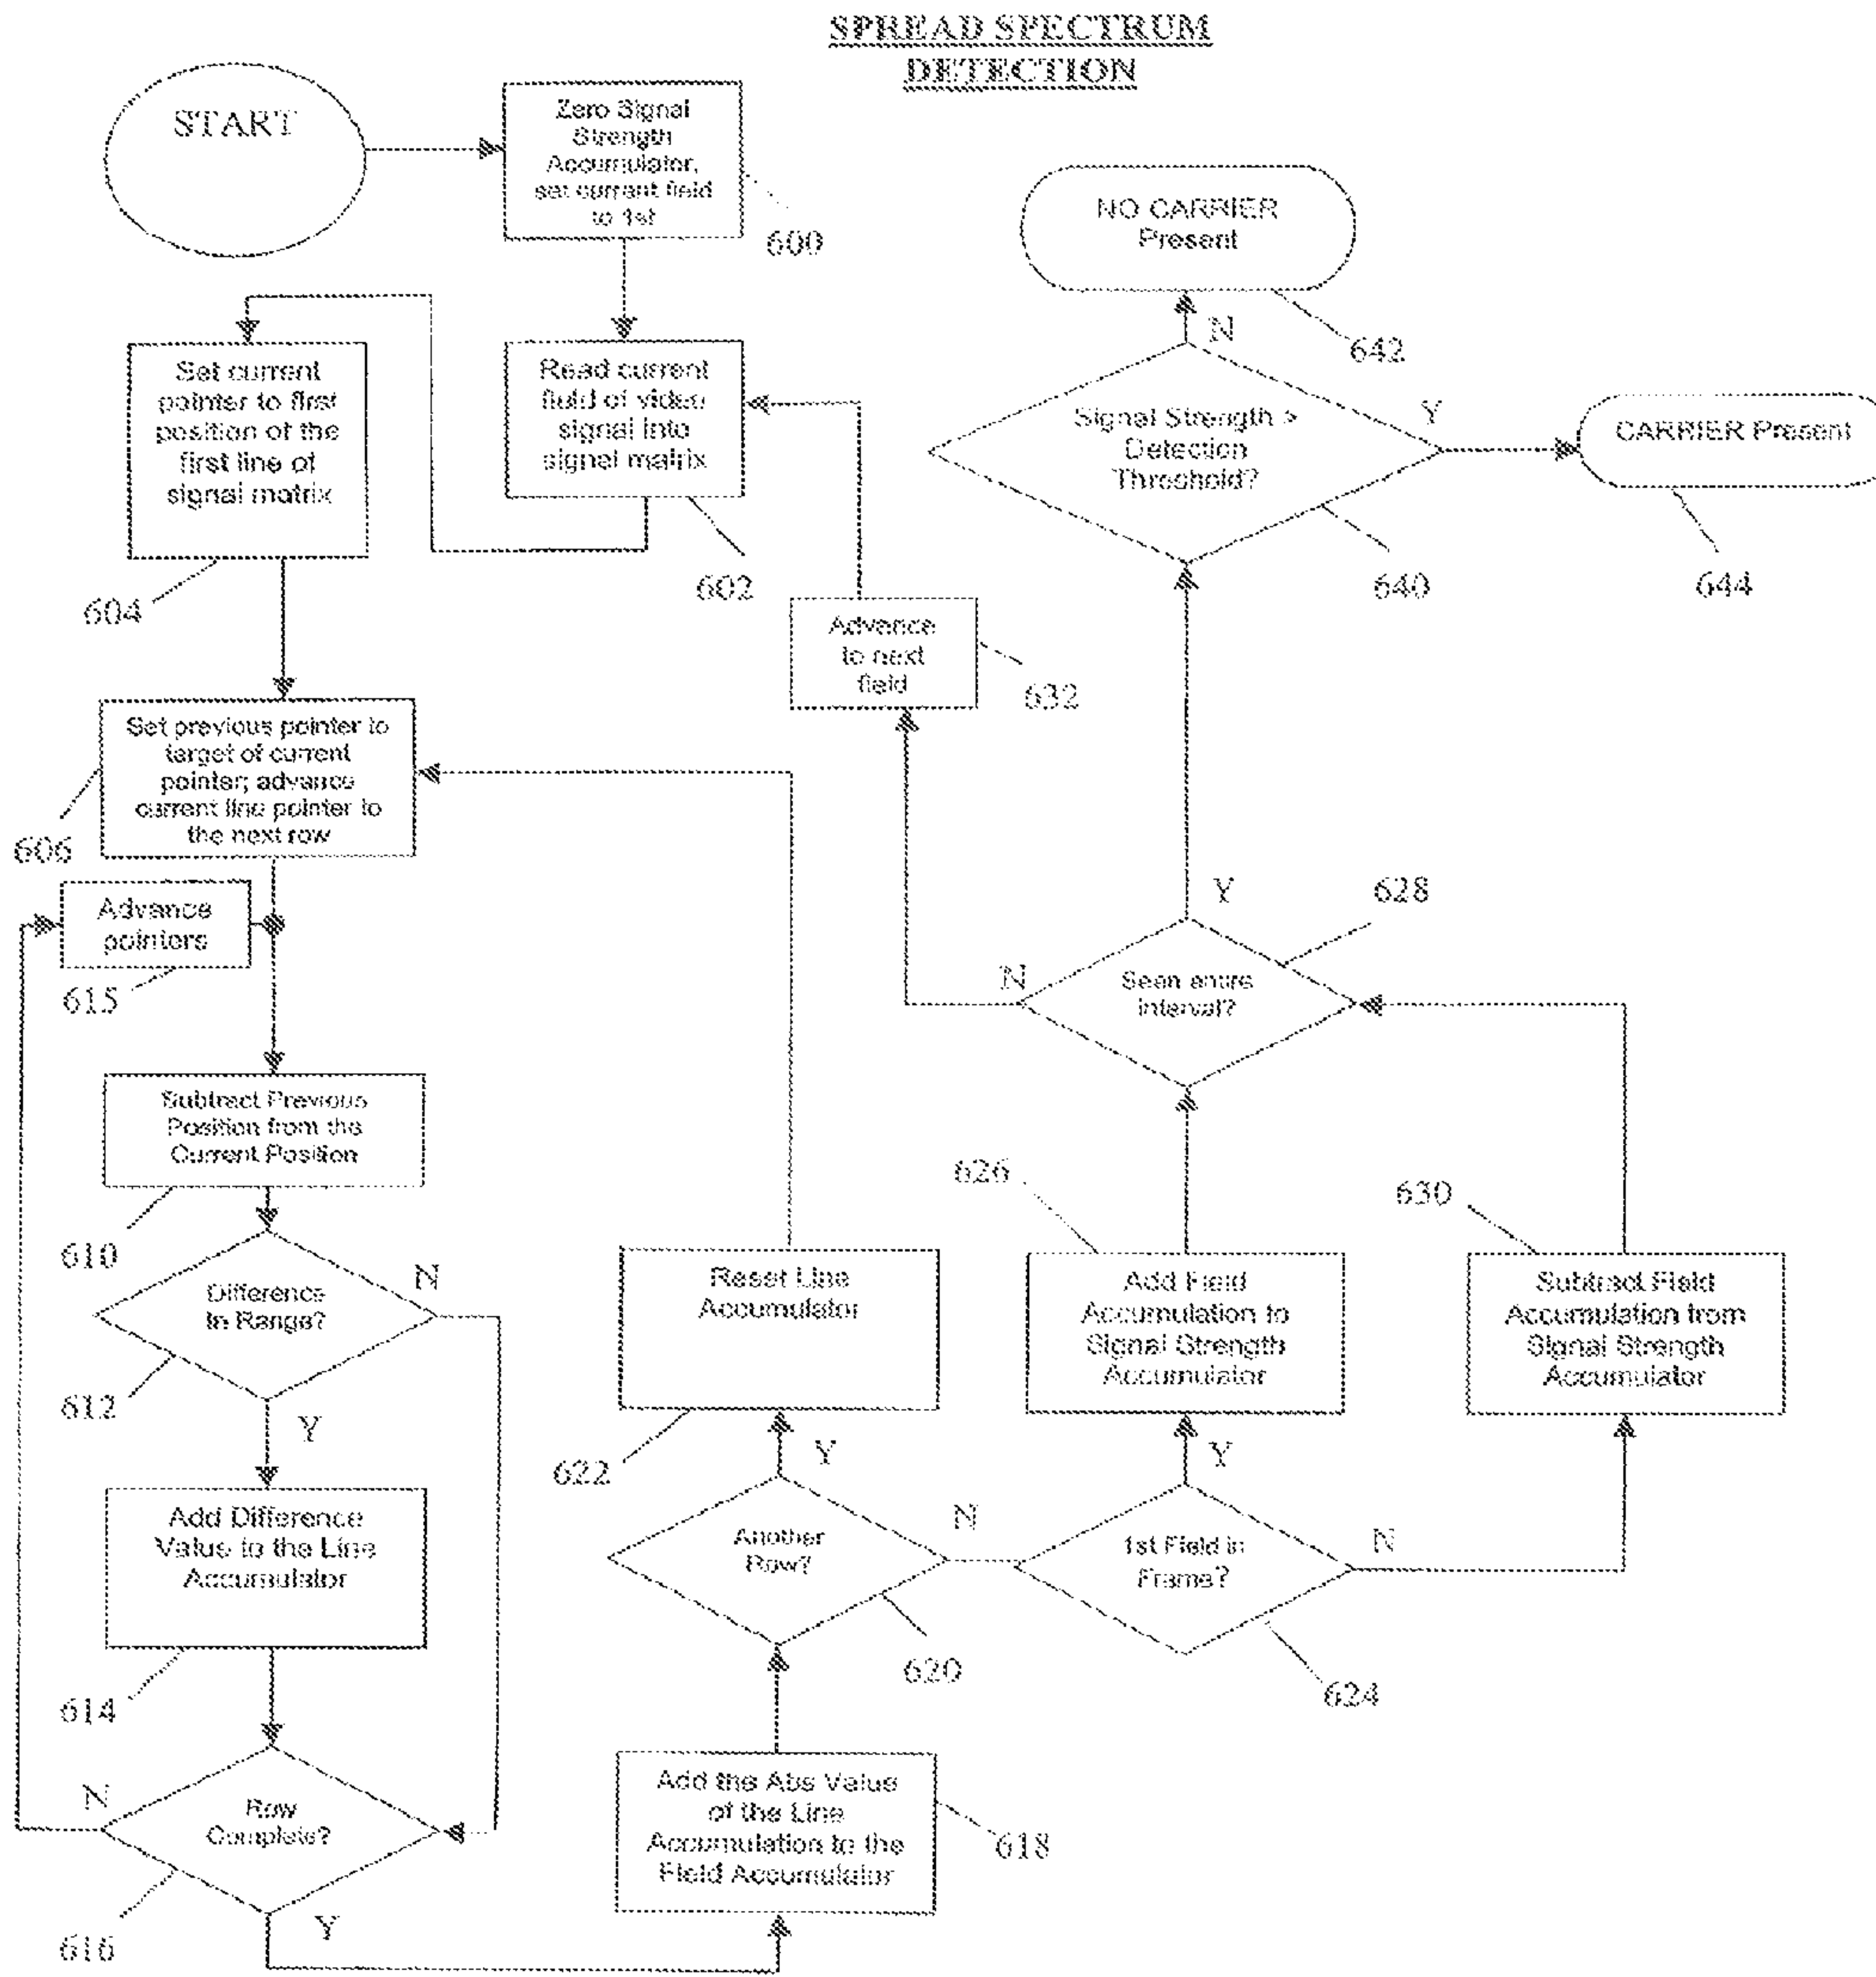 SPREAD SPECTRUM
DETECTION
START
Zero Signal
Strength
Accumulator,
set current field
to 1st
600
NO CARRIER
Present
642
Set current
pointer to first
position of the
first line of
signal matrix
604
Read current
field of video
signal into
signal matrix
602
Signal Strength >
Detection
Threshold?
N
Y
640
CARRIER Present
644
Advance
to next
field
632
Set previous pointer to
target of current
pointer; advance
current line pointer to
the next row
606
Advance
pointers
615
Seen entire
interval?
Y
N
628
Subtract Previous
Position from the
Current Position
610
Difference
In Range?
N
Y
612
Reset Line
Accumulator
622
Add Field
Accumulation to
Signal Strength
Accumulator
626
Subtract Field
Accumulation from
Signal Strength
Accumulator
630
Add Difference
Value to the Line
Accumulator
614
Another
Row?
Y
N
620
1st Field in
Frame?
Y
N
624
Row
Complete?
N
Y
616
Add the Abs Value
of the Line
Accumulation to the
Field Accumulator
618